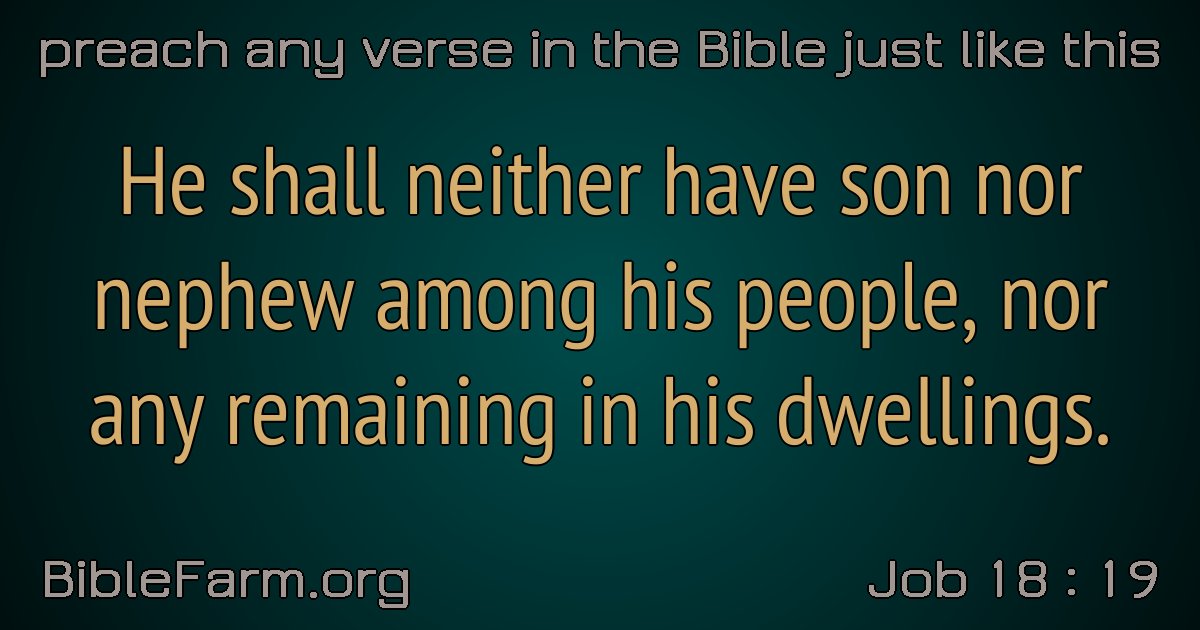 preach any verse in the Bible just like this
He shall neither have son nor
nephew among his people, nor
any remaining in his dwellings.
BibleFarm.org
Job 18 : 19